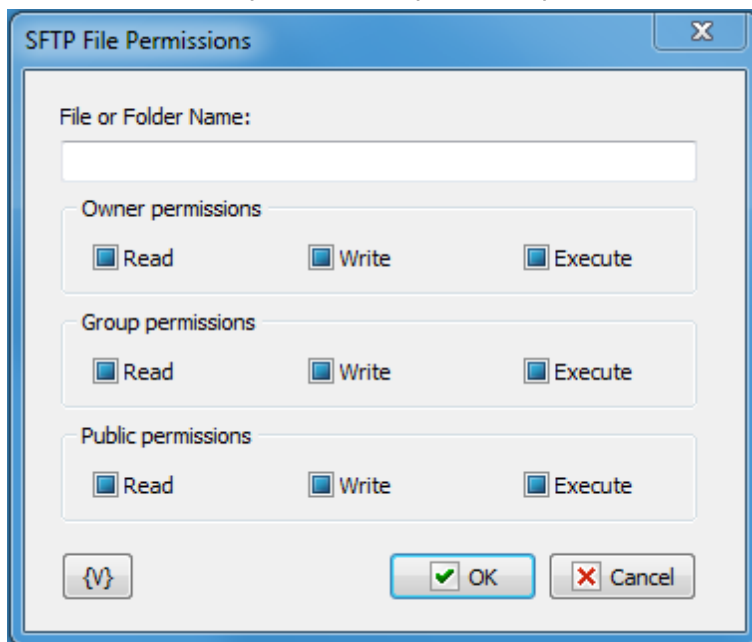 SFTP File Permissions
File or Folder Name:
Owner permissions
Read Write Execute
Group permissions
Read Write Execute
Public permissions
Read Write Execute
{V} OK Cancel